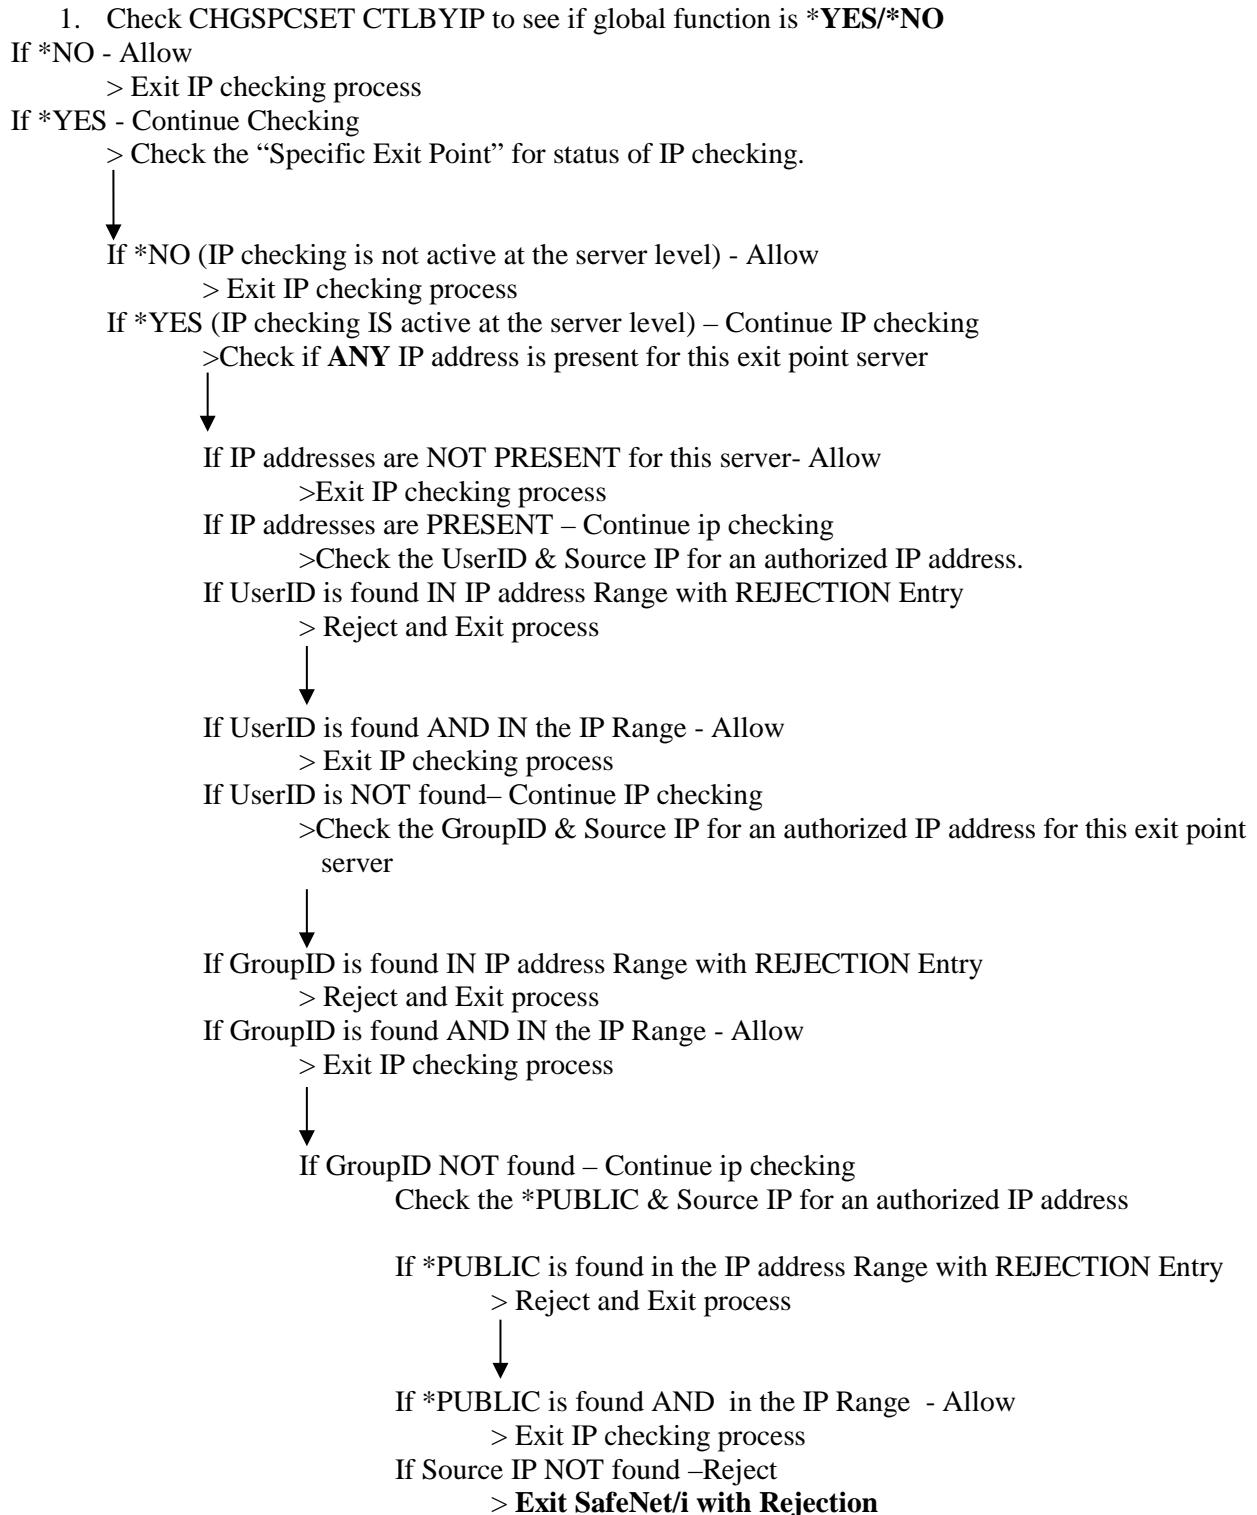 1. Check CHGSPCSET CTLBYIP to see if global function is *YES/*NO
If *NO - Allow
> Exit IP checking process
If *YES - Continue Checking
> Check the “Specific Exit Point” for status of IP checking.
If *NO (IP checking is not active at the server level) - Allow
> Exit IP checking process
If *YES (IP checking IS active at the server level) – Continue IP checking
>Check if ANY IP address is present for this exit point server
If IP addresses are NOT PRESENT for this server- Allow
>Exit IP checking process
If IP addresses are PRESENT – Continue ip checking
>Check the UserID & Source IP for an authorized IP address.
If UserID is found IN IP address Range with REJECTION Entry
> Reject and Exit process
If UserID is found AND IN the IP Range - Allow
> Exit IP checking process
If UserID is NOT found– Continue IP checking
>Check the GroupID & Source IP for an authorized IP address for this exit point
server
If GroupID is found IN IP address Range with REJECTION Entry
> Reject and Exit process
If GroupID is found AND IN the IP Range - Allow
> Exit IP checking process
If GroupID NOT found – Continue ip checking
Check the *PUBLIC & Source IP for an authorized IP address
If *PUBLIC is found in the IP address Range with REJECTION Entry
> Reject and Exit process
If *PUBLIC is found AND  in the IP Range  - Allow
> Exit IP checking process
If Source IP NOT found –Reject
> Exit SafeNet/i with Rejection